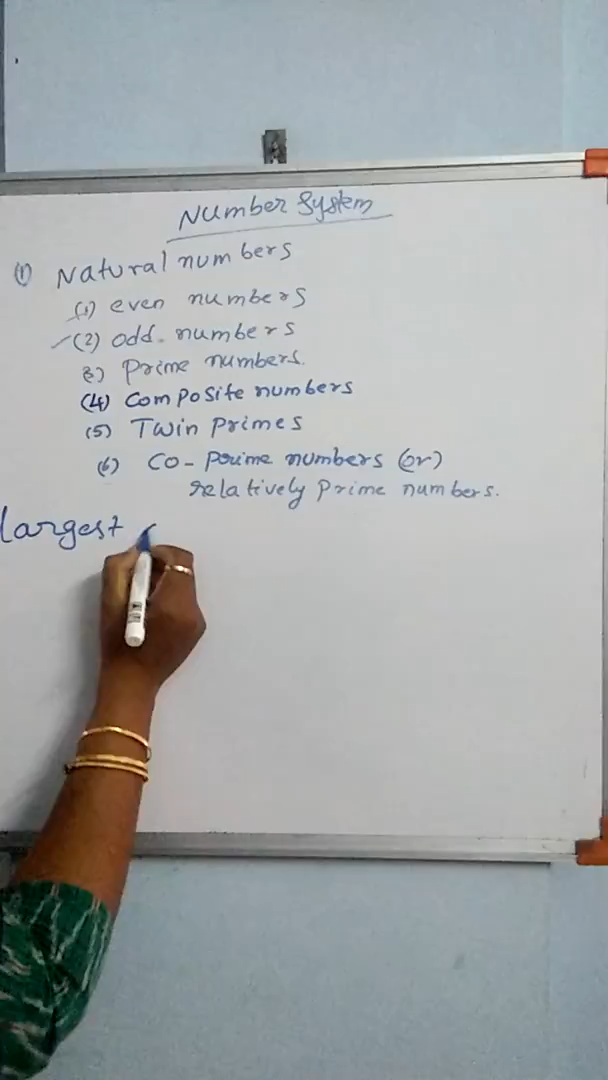 Number System
(1) Natural numbers
(1) even numbers
(2) odd. numbers
3) Prime numbers.
(4) Composite numbers
(5) Twin primes
(6) Co-Prime numbers (or)
relatively Prime numbers.
largest